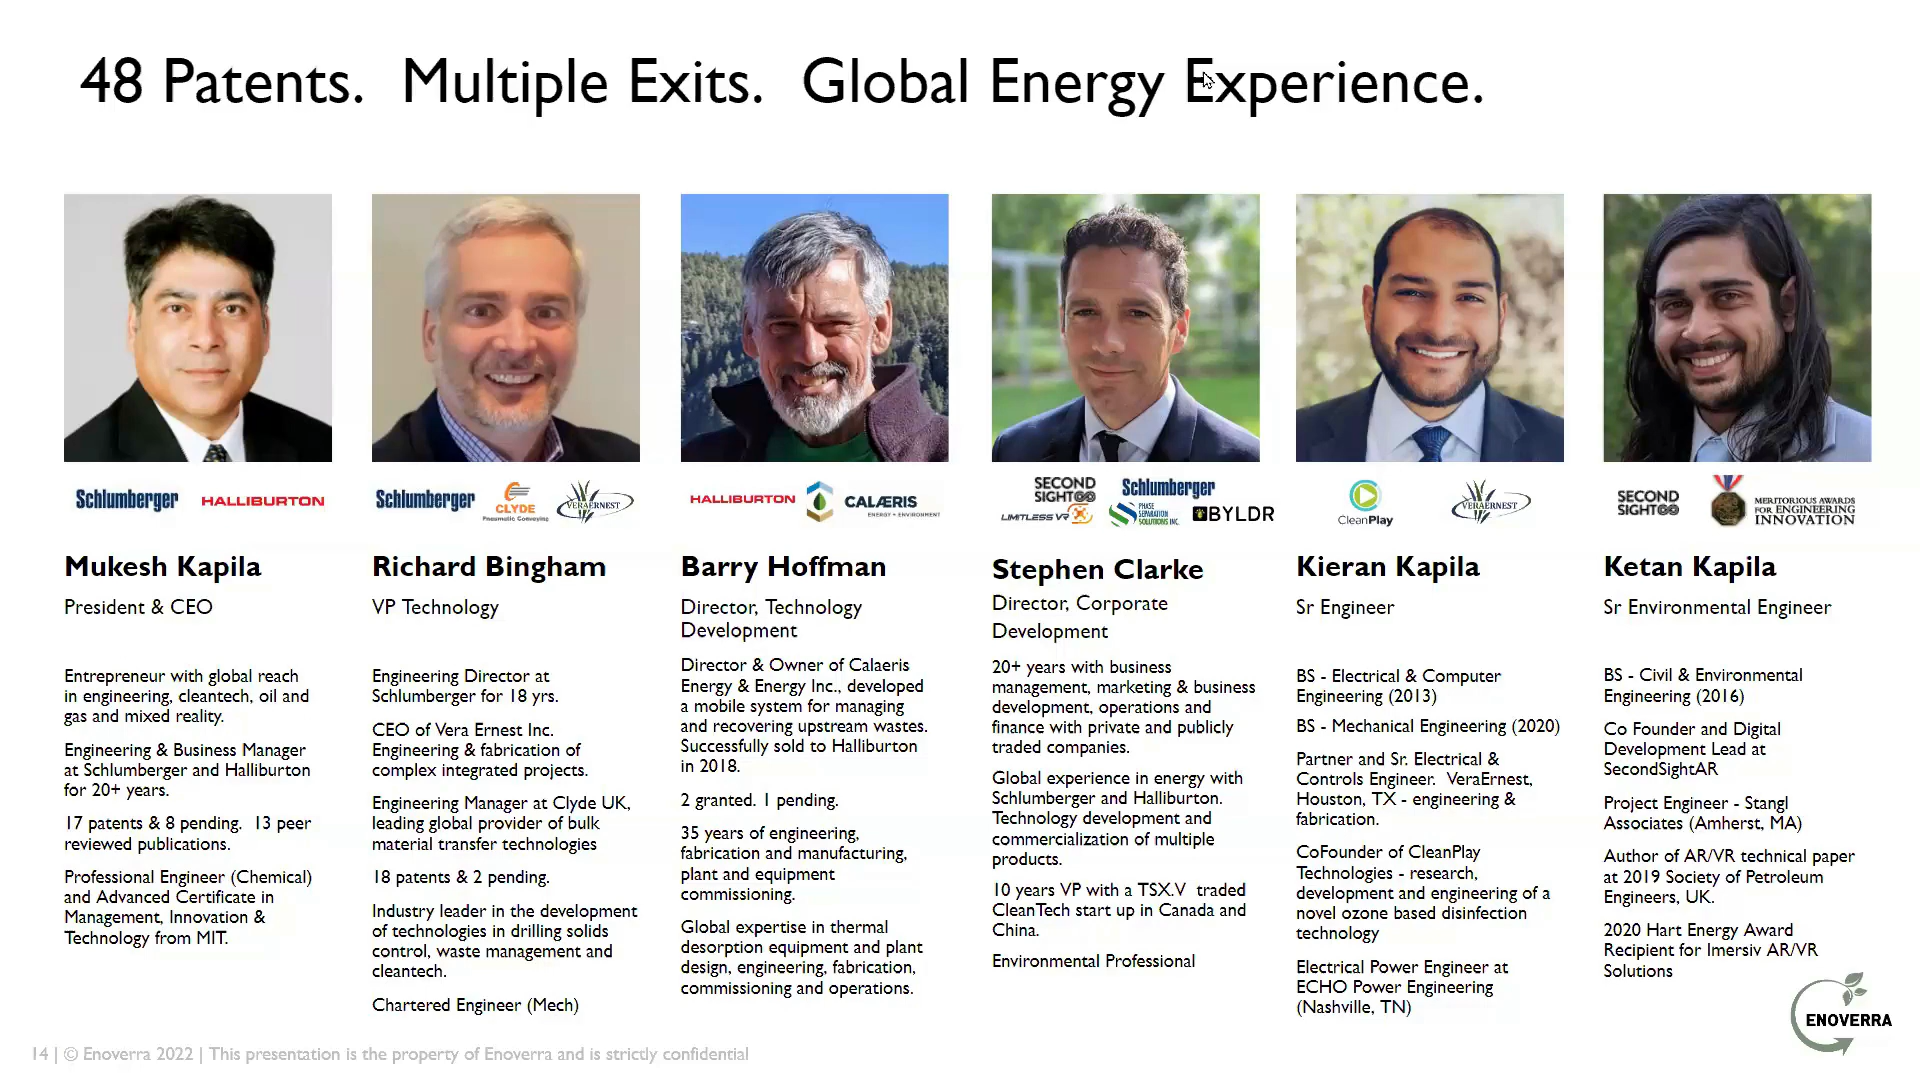 48 Patents. Multiple Exits. Global Energy Experience.
Schlumberger HALLIBURTON
Mukesh Kapila
President & CEO
Entrepreneur with global reach
in engineering, cleantech, oil and
gas and mixed reality.
Engineering & Business Manager
at Schlumberger and Halliburton
for 20+ years.
17 patents & 8 pending. 13 peer
reviewed publications.
Professional Engineer (Chemical)
and Advanced Certificate in
Management, Innovation &
Technology from MIT.
Schlumberger CLYDE
Pneumatic Conveying
VERAERNEST
Richard Bingham
VP Technology
Engineering Director at
Schlumberger for 18 yrs.
CEO of Vera Ernest Inc.
Engineering & fabrication of
complex integrated projects.
Engineering Manager at Clyde UK,
leading global provider of bulk
material transfer technologies
18 patents & 2 pending.
Industry leader in the development
of technologies in drilling solids
control, waste management and
cleantech.
Chartered Engineer (Mech)
HALLIBURTON CALÆRIS
ENERGY + ENVIRONMENT
Barry Hoffman
Director, Technology
Development
Director & Owner of Calaeris
Energy & Energy Inc., developed
a mobile system for managing
and recovering upstream wastes.
Successfully sold to Halliburton
in 2018.
2 granted. 1 pending.
35 years of engineering,
fabrication and manufacturing,
plant and equipment
commissioning.
Global expertise in thermal
desorption equipment and plant
design, engineering, fabrication,
commissioning and operations.
SECOND
SIGHT
Schlumberger
LIMITLESS VR
PHASE
SEPARATION
SOLUTIONS INC.
BYLDR
Stephen Clarke
Director, Corporate
Development
20+ years with business
management, marketing & business
development, operations and
finance with private and publicly
traded companies.
Global experience in energy with
Schlumberger and Halliburton.
Technology development and
commercialization of multiple
products.
10 years VP with a TSX.V traded
CleanTech start up in Canada and
China.
Environmental Professional
CleanPlay
VERAERNEST
Kieran Kapila
Sr Engineer
BS - Electrical & Computer
Engineering (2013)
BS - Mechanical Engineering (2020)
Partner and Sr. Electrical &
Controls Engineer. VeraErnest,
Houston, TX - engineering &
fabrication.
CoFounder of CleanPlay
Technologies - research,
development and engineering of a
novel ozone based disinfection
technology
Electrical Power Engineer at
ECHO Power Engineering
(Nashville, TN)
SECOND
SIGHT
MERITORIOUS AWARDS
FOR ENGINEERING
INNOVATION
Ketan Kapila
Sr Environmental Engineer
BS - Civil & Environmental
Engineering (2016)
Co Founder and Digital
Development Lead at
SecondSightAR
Project Engineer - Stangl
Associates (Amherst, MA)
Author of AR/VR technical paper
at 2019 Society of Petroleum
Engineers, UK.
2020 Hart Energy Award
Recipient for Imersiv AR/VR
Solutions
ENOVERRA
14 | © Enoverra 2022 | This presentation is the property of Enoverra and is strictly confidential